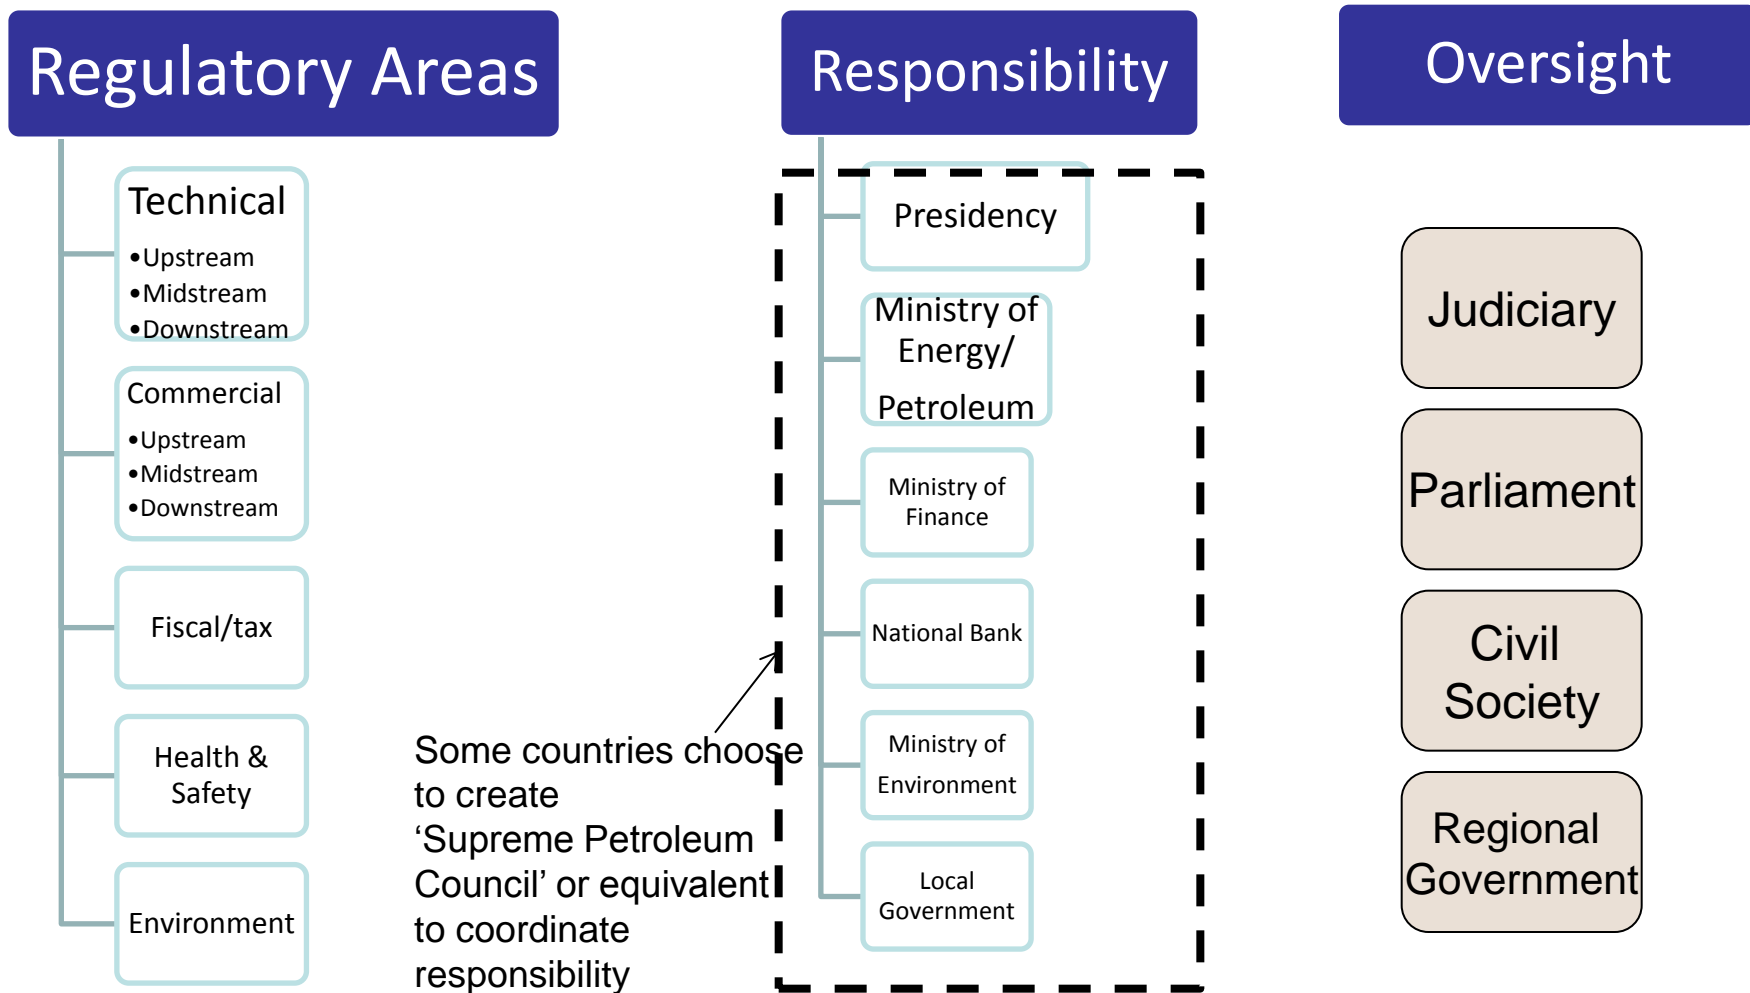 Regulatory Areas
Technical
•Upstream
•Midstream
•Downstream
Commercial
•Upstream
•Midstream
•Downstream
Fiscal/tax
Health &
Safety
Environment
Some countries choose
to create
‘Supreme Petroleum
Council’ or equivalent
to coordinate
responsibility
Responsibility
Presidency
Ministry of
Energy/
Petroleum
Ministry of
Finance
National Bank
Ministry of
Environment
Local
Government
Oversight
Judiciary
Parliament
Civil
Society
Regional
Government